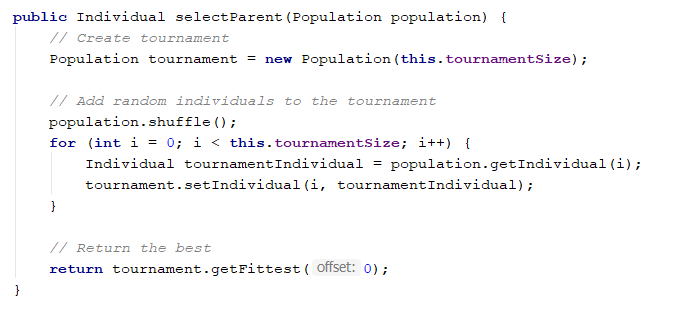 public Individual selectParent(Population population) {
// Create tournament
Population tournament = new Population(this.tournamentSize);
// Add random individuals to the tournament
population.shuffle();
for (int i = 0; i < this.tournamentSize; i++) {
Individual tournamentIndividual = population.getIndividual(i);
tournament.setIndividual(i, tournamentIndividual);
}
// Return the best
return tournament.getFittest( offset: 0);
}